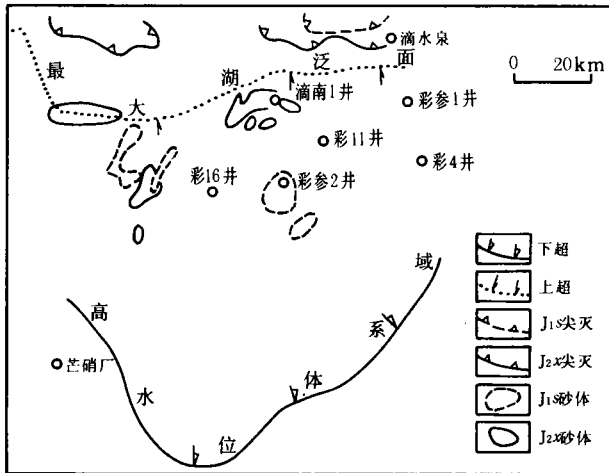 最大湖泛面
滴水泉
0 20km
滴南1井
彩参1井
彩11井
彩4井
彩16井
彩参2井
高水位体系域
芒硝厂
下超
上超
J1S尖灭
J2X尖灭
J1S砂体
J2X砂体